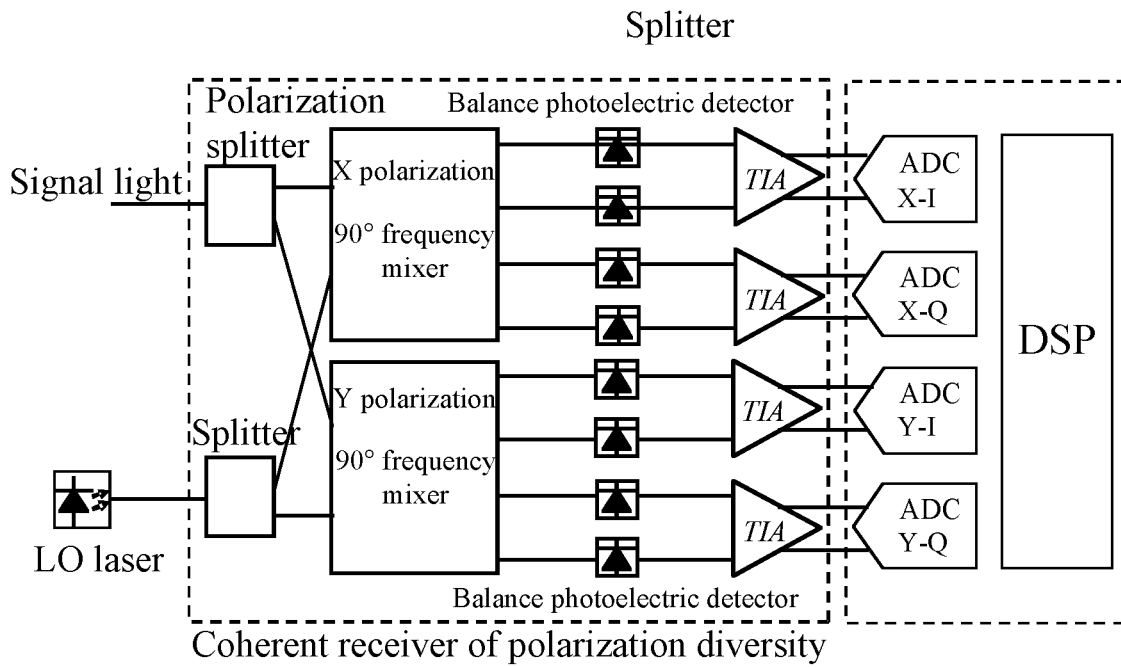 Splitter
Polarization
splitter
Balance photoelectric detector
Signal light
X polarization
90° frequency
mixer
TIA
ADC
X-I
TIA
ADC
X-Q
DSP
Splitter
Y polarization
90° frequency
mixer
TIA
ADC
Y-I
TIA
ADC
Y-Q
LO laser
Balance photoelectric detector
Coherent receiver of polarization diversity